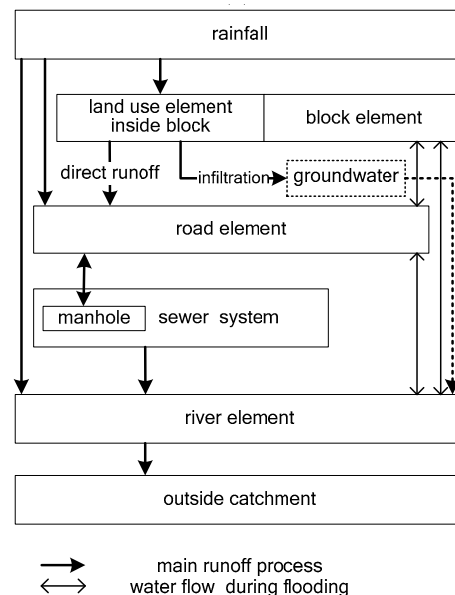 rainfall
land use element
inside block
block element
direct runoff
infiltration
groundwater
road element
manhole
sewer system
river element
outside catchment
main runoff process
water flow during flooding